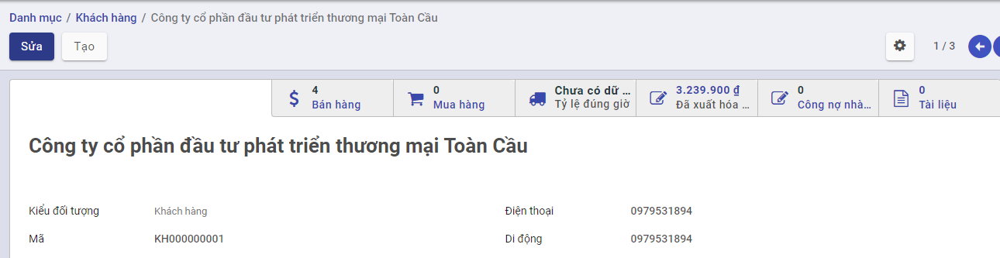 Danh mục / Khách hàng / Công ty cổ phần đầu tư phát triển thương mại Toàn Cầu
Sửa Tạo 1 / 3
4 0 Chưa có dữ ... 3.239.900 ₫ 0 0
Bán hàng Mua hàng Tỷ lệ đúng giờ Đã xuất hóa ... Công nợ nhà... Tài liệu
Công ty cổ phần đầu tư phát triển thương mại Toàn Cầu
Kiểu đối tượng Khách hàng Điện thoại 0979531894
Mã KH000000001 Di động 0979531894